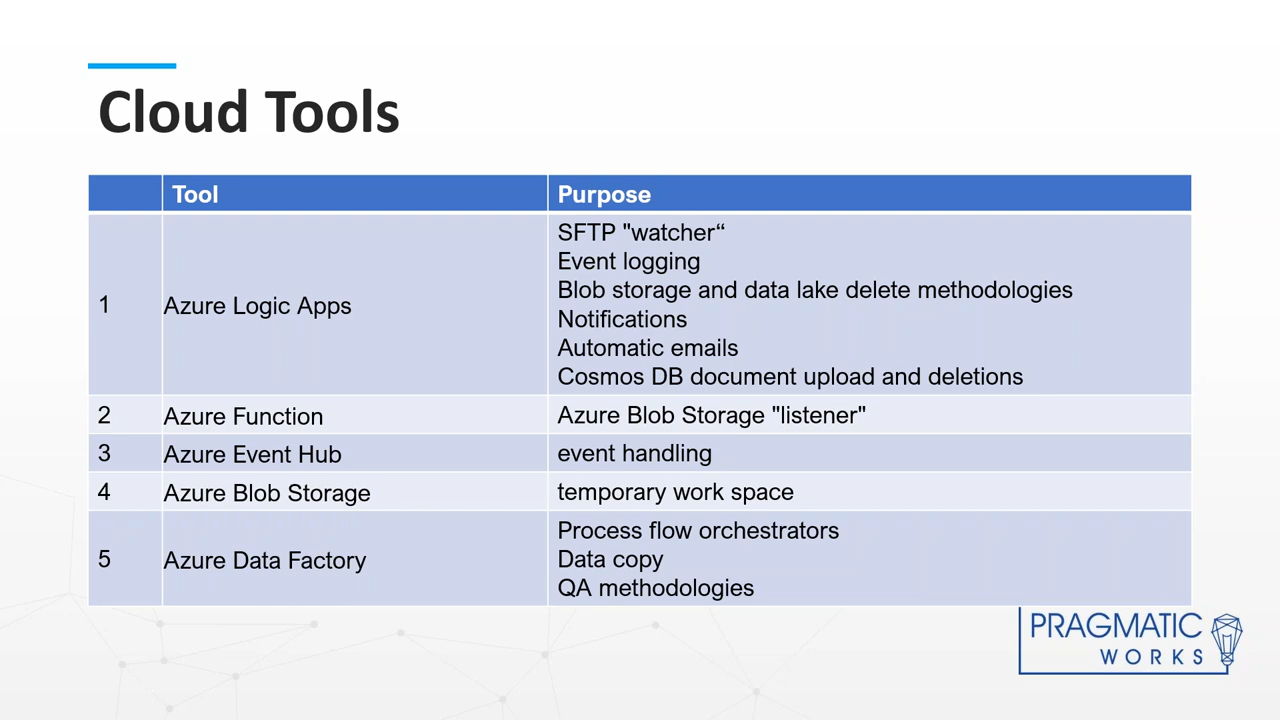 Cloud Tools
Tool Purpose
1 Azure Logic Apps
SFTP "watcher“
Event logging
Blob storage and data lake delete methodologies
Notifications
Automatic emails
Cosmos DB document upload and deletions
2 Azure Function Azure Blob Storage "listener"
3 Azure Event Hub event handling
4 Azure Blob Storage temporary work space
5 Azure Data Factory
Process flow orchestrators
Data copy
QA methodologies
PRAGMATIC
WORKS